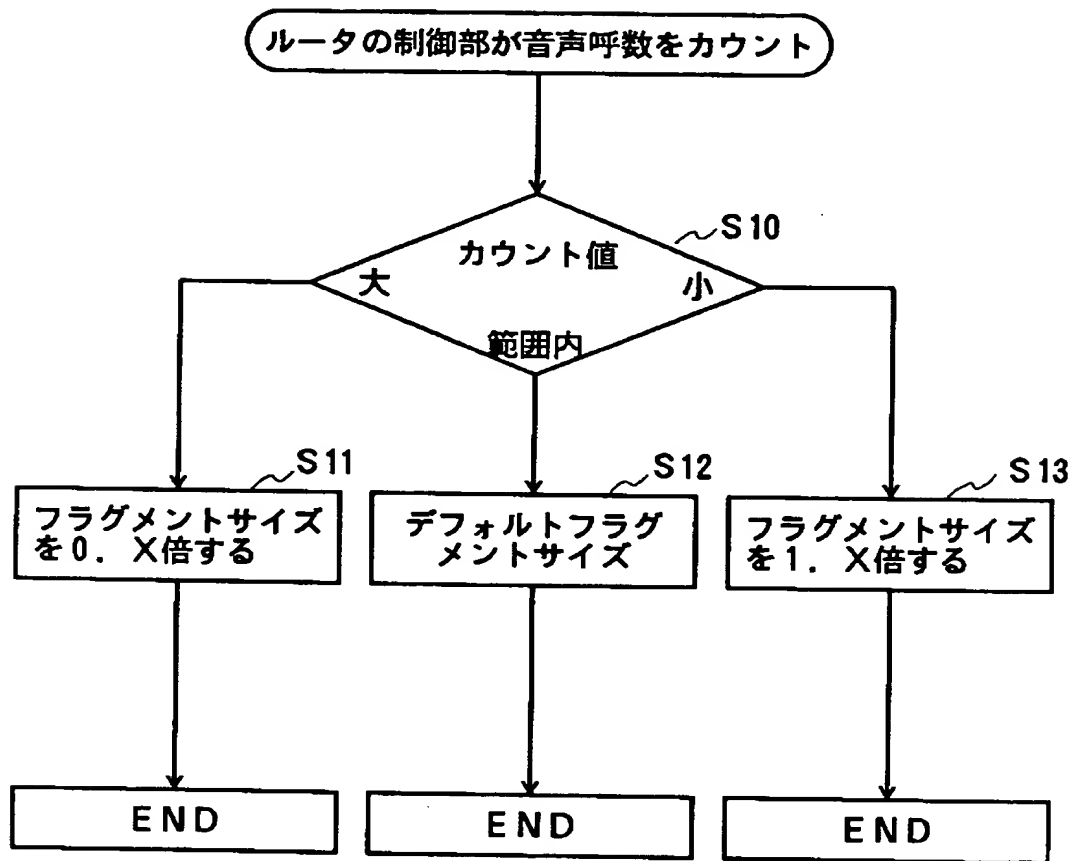 ルータの制御部が音声呼数をカウント
S10
カウント値
大
小
範囲内
S11
フラグメントサイズ
を0．X倍する
S12
デフォルトフラグ
メントサイズ
S13
フラグメントサイズ
を1．X倍する
END
END
END